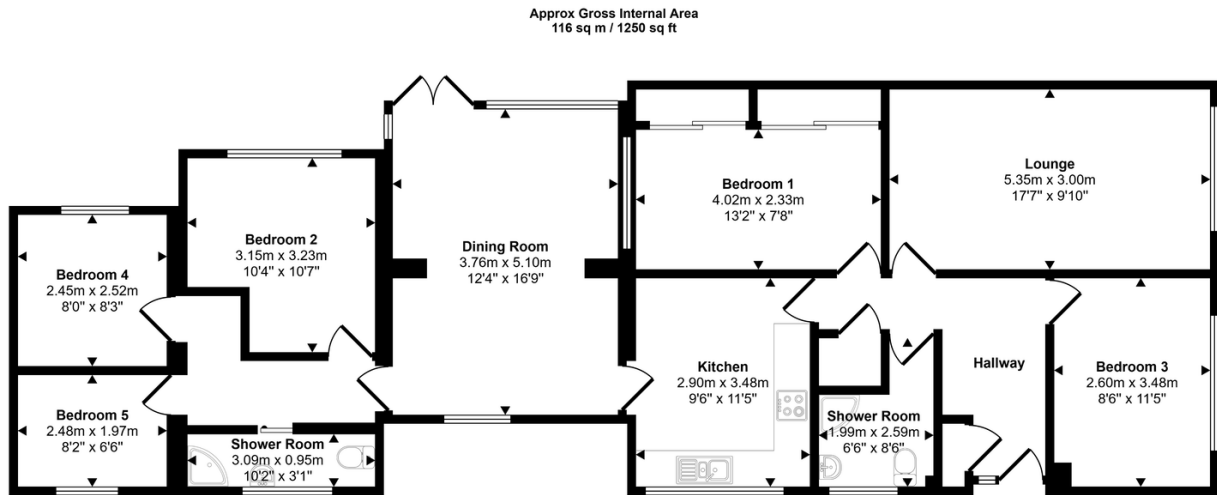 Approx Gross Internal Area
116 sq m / 1250 sq ft
Lounge
5.35m x 3.00m
17'7" x 9'10"
Bedroom 1
4.02m x 2.33m
13'2" x 7'8"
Bedroom 2
3.15m x 3.23m
10'4" x 10'7"
Dining Room
3.76m x 5.10m
12'4" x 16'9"
Bedroom 4
2.45m x 2.52m
8'0" x 8'3"
Kitchen
2.90m x 3.48m
9'6" x 11'5"
Hallway
Bedroom 3
2.60m x 3.48m
8'6" x 11'5"
Bedroom 5
2.48m x 1.97m
8'2" x 6'6"
Shower Room
1.99m x 2.59m
6'6" x 8'6"
Shower Room
3.09m x 0.95m
10'2" x 3'1"